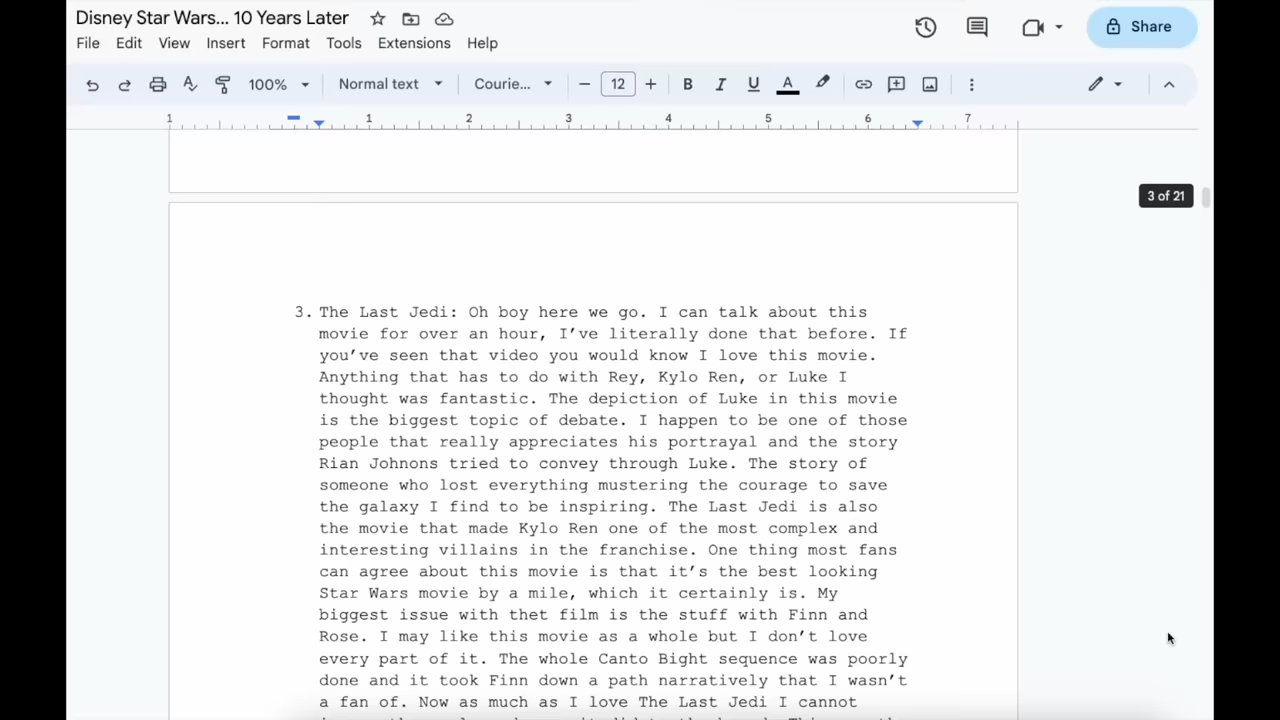 Disney Star Wars... 10 Years Later
File Edit View Insert Format Tools Extensions Help
Share
100% Normal text Courie... 12 B I U A
1 1 2 3 4 5 6 7
3 of 21
3. The Last Jedi: Oh boy here we go. I can talk about this
movie for over an hour, I’ve literally done that before. If
you’ve seen that video you would know I love this movie.
Anything that has to do with Rey, Kylo Ren, or Luke I
thought was fantastic. The depiction of Luke in this movie
is the biggest topic of debate. I happen to be one of those
people that really appreciates his portrayal and the story
Rian Johnons tried to convey through Luke. The story of
someone who lost everything mustering the courage to save
the galaxy I find to be inspiring. The Last Jedi is also
the movie that made Kylo Ren one of the most complex and
interesting villains in the franchise. One thing most fans
can agree about this movie is that it’s the best looking
Star Wars movie by a mile, which it certainly is. My
biggest issue with thet film is the stuff with Finn and
Rose. I may like this movie as a whole but I don’t love
every part of it. The whole Canto Bight sequence was poorly
done and it took Finn down a path narratively that I wasn’t
a fan of. Now as much as I love The Last Jedi I cannot